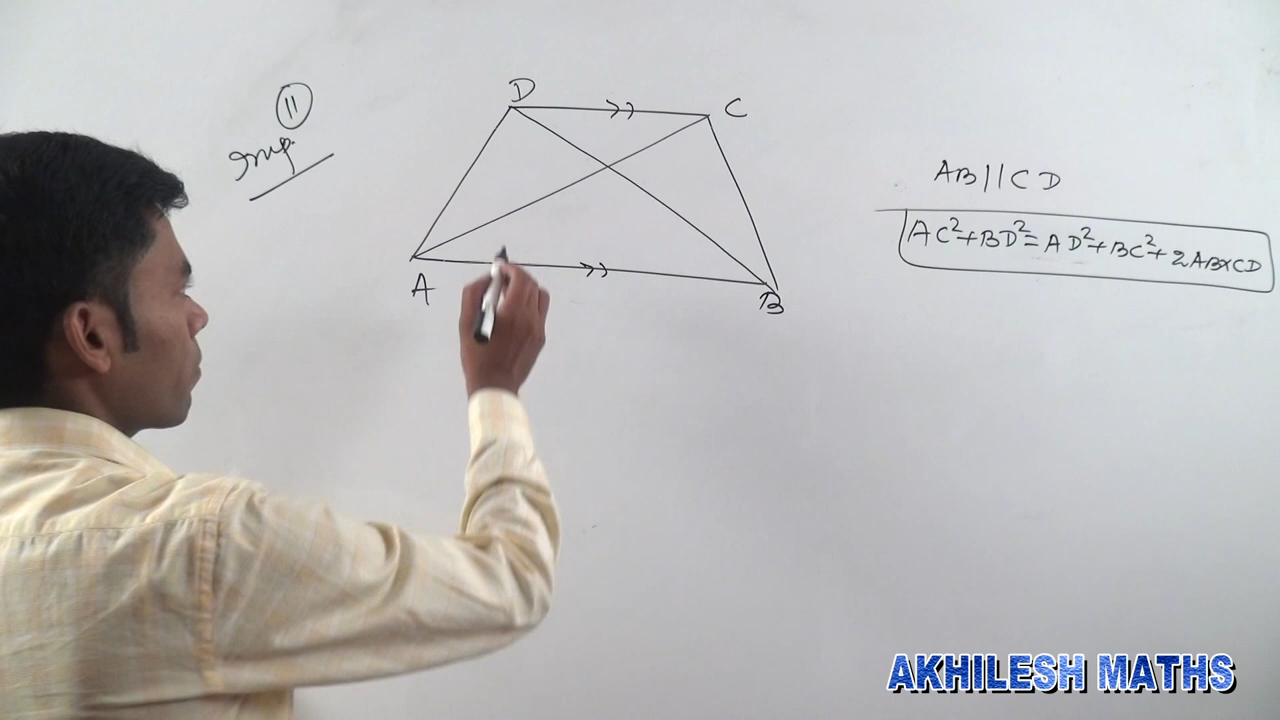 11
Imp.
D
C
A
B
AB||CD
AC²+BD²=AD²+BC²+2AB×CD
AKHILESH MATHS